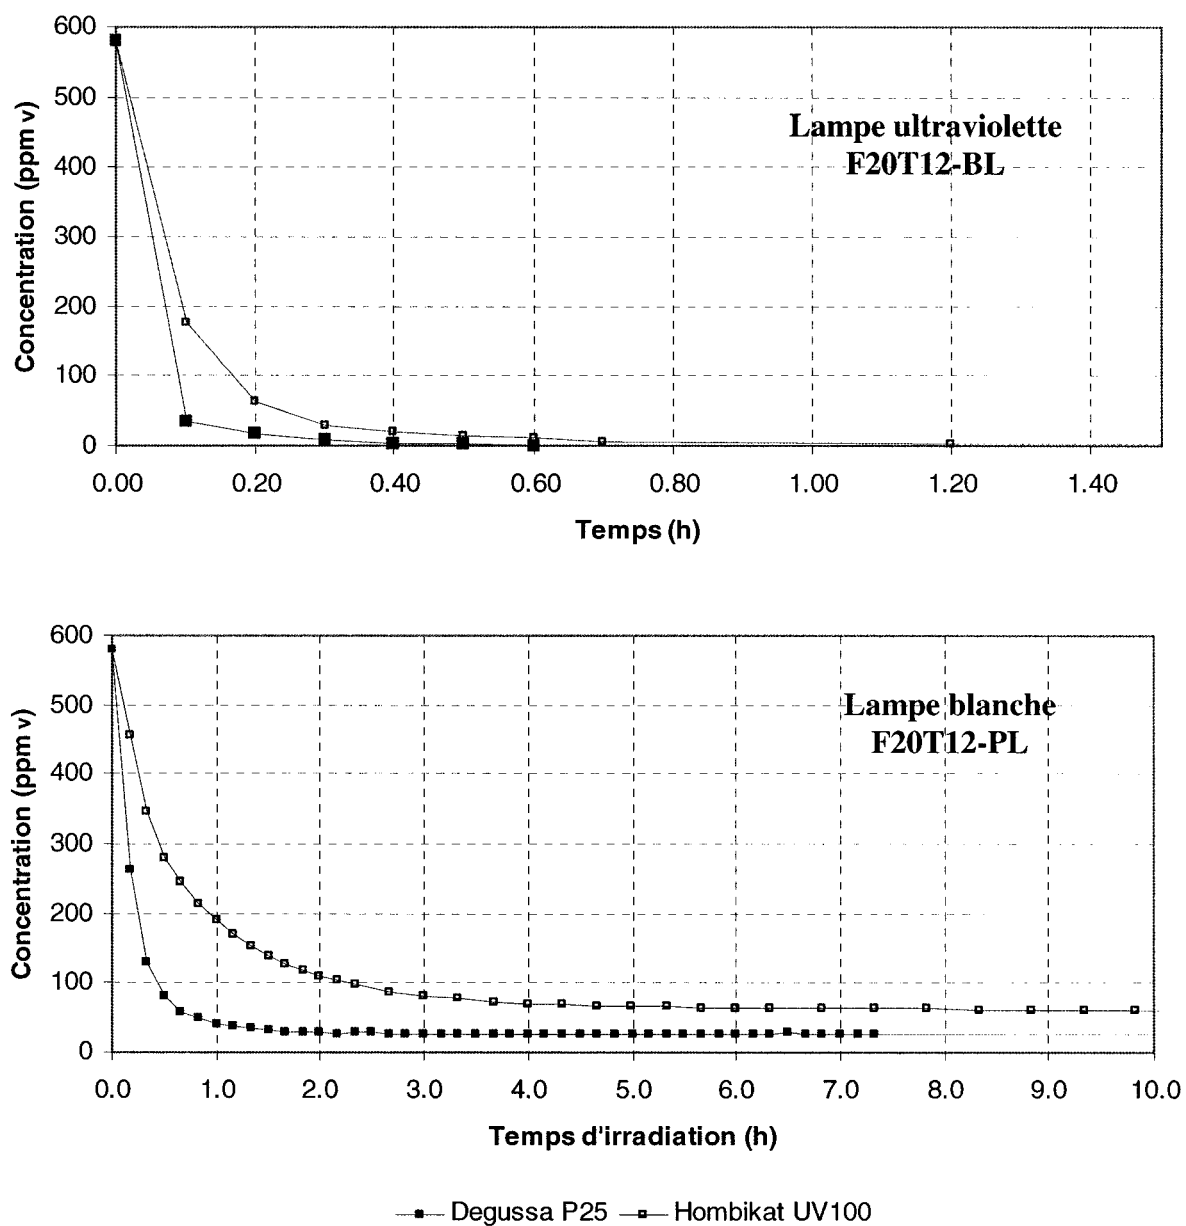 600
500
400
300
200
100
0
Concentration (ppm v)
Lampe ultraviolette
F20T12-BL
0.00 0.20 0.40 0.60 0.80 1.00 1.20 1.40
Temps (h)
600
500
400
300
200
100
0
Concentration (ppm v)
Lampe blanche
F20T12-PL
0.0 1.0 2.0 3.0 4.0 5.0 6.0 7.0 8.0 9.0 10.0
Temps d'irradiation (h)
Degussa P25 Hombikat UV100